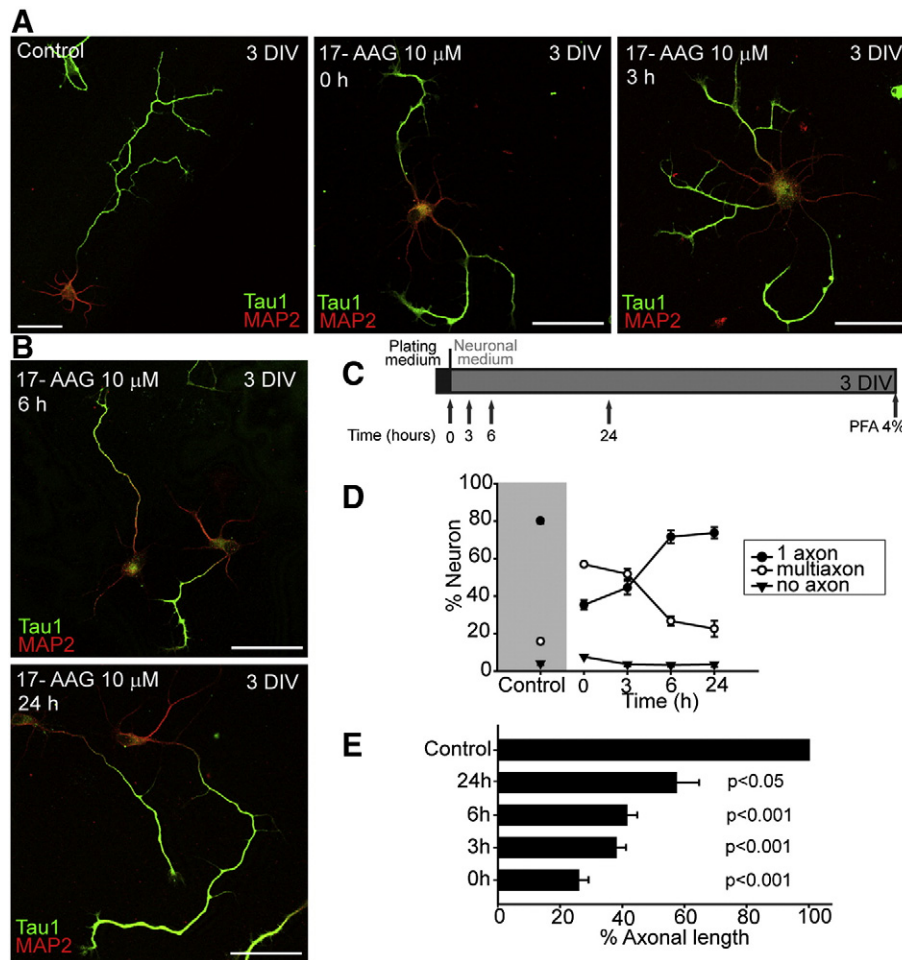 A
Control 3 DIV
Tau1
MAP2
17- AAG 10 μM 3 DIV
0 h
Tau1
MAP2
17- AAG 10 μM 3 DIV
3 h
Tau1
MAP2
B
17- AAG 10 μM 3 DIV
6 h
Tau1
MAP2
17- AAG 10 μM 3 DIV
24 h
Tau1
MAP2
C
Plating medium
Neuronal medium
3 DIV
Time (hours) 0 3 6 24 PFA 4%
D
% Neuron
100
80
60
40
20
0
Control 0 3 6 24
Time (h)
1 axon
multiaxon
no axon
E
Control
24h p<0.05
6h p<0.001
3h p<0.001
0h p<0.001
0 20 40 60 80 100
% Axonal length